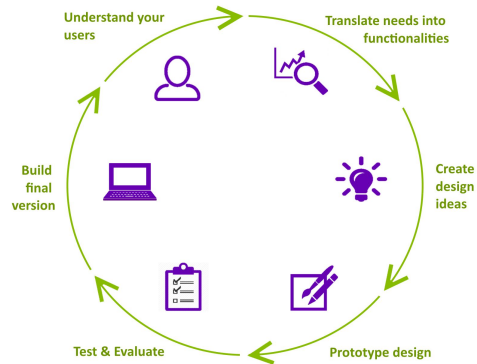 Understand your
users
Translate needs into
functionalities
Create
design
ideas
Prototype design
Test & Evaluate
Build
final
version